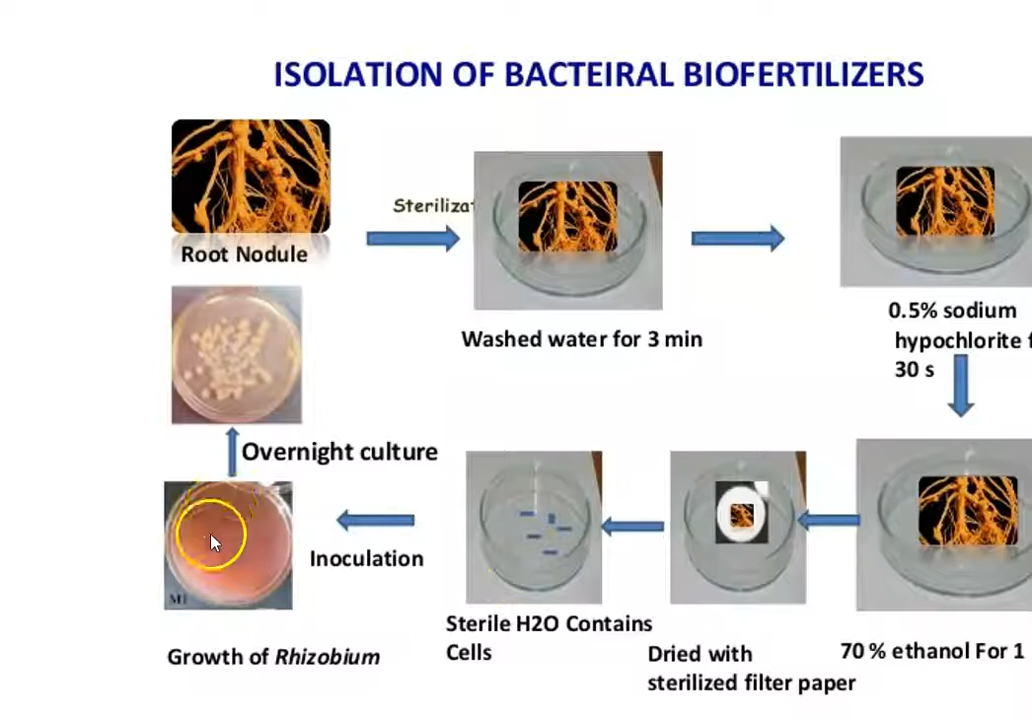 ISOLATION OF BACTEIRAL BIOFERTILIZERS
Root Nodule
Washed water for 3 min
0.5% sodium
hypochlorite
30 s
Overnight culture
Inoculation
Growth of Rhizobium
Sterile H2O Contains
Cells
Dried with
sterilized filter paper
70 % ethanol For 1